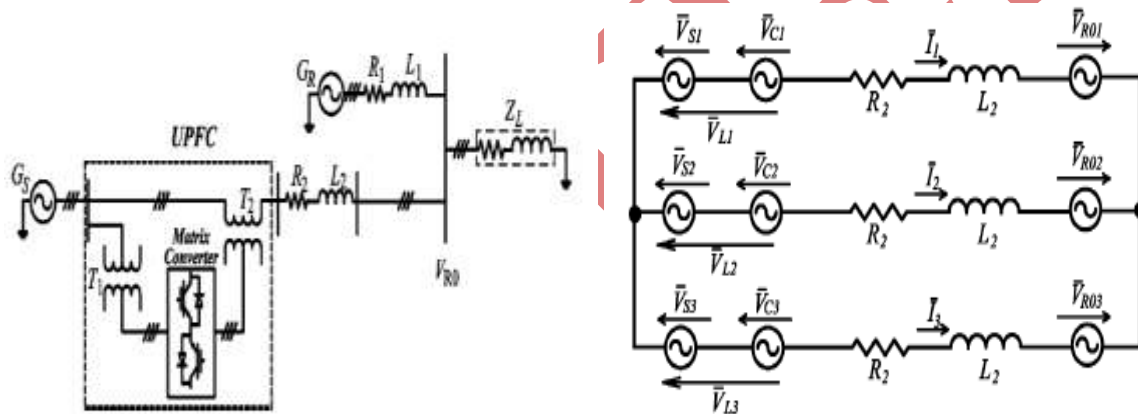 G_R
R_1
L_1
Z_L
UPFC
G_S
T_2
R_2
L_2
Matrix
Converter
T_1
V_R0
V̄_S1
V̄_C1
Ī_1
V̄_R01
R_2
L_2
V̄_L1
V̄_S2
V̄_C2
Ī_2
V̄_R02
R_2
L_2
V̄_L2
V̄_S3
V̄_C3
Ī_3
V̄_R03
R_2
L_2
V̄_L3